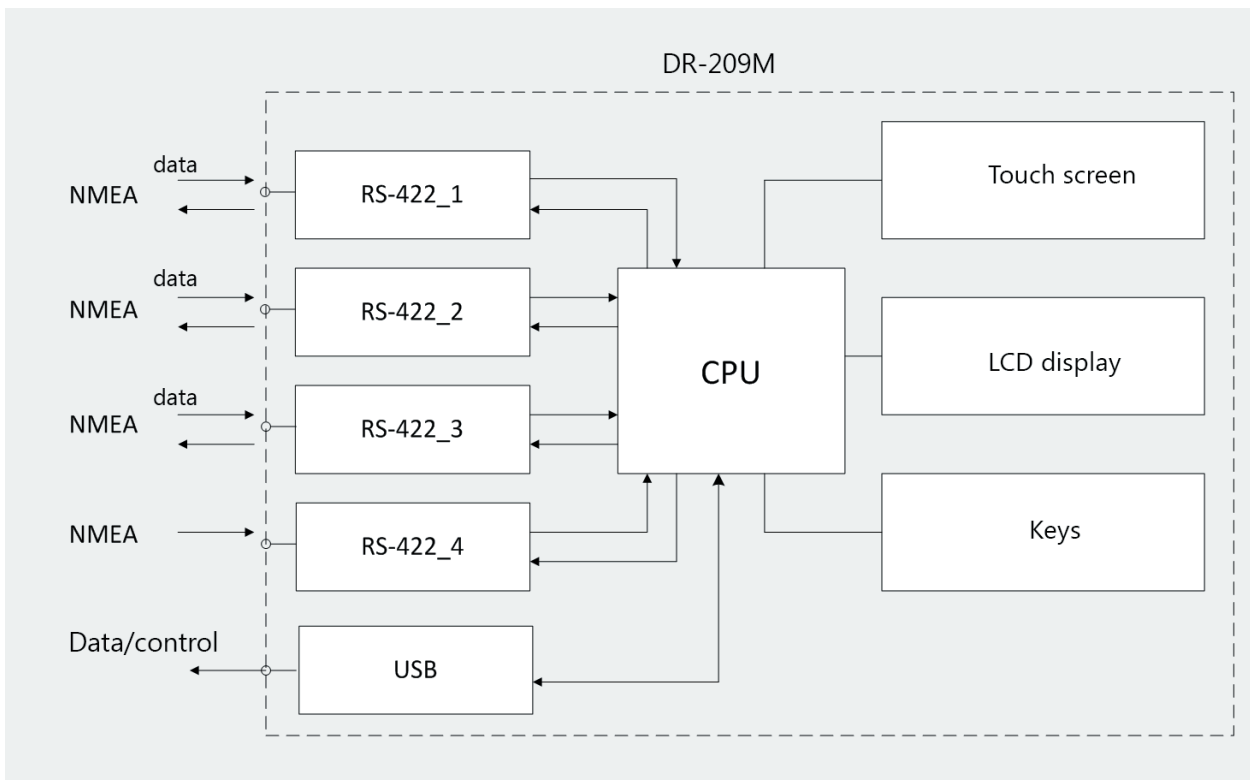 DR-209M
data
NMEA
RS-422_1
Touch screen
data
NMEA
RS-422_2
CPU
LCD display
data
NMEA
RS-422_3
NMEA
RS-422_4
Keys
Data/control
USB